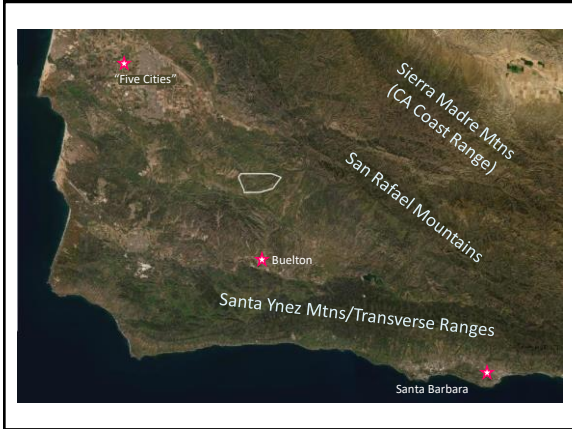 “Five Cities”
Sierra Madre Mtns
(CA Coast Range)
San Rafael Mountains
Buelton
Santa Ynez Mtns/Transverse Ranges
Santa Barbara